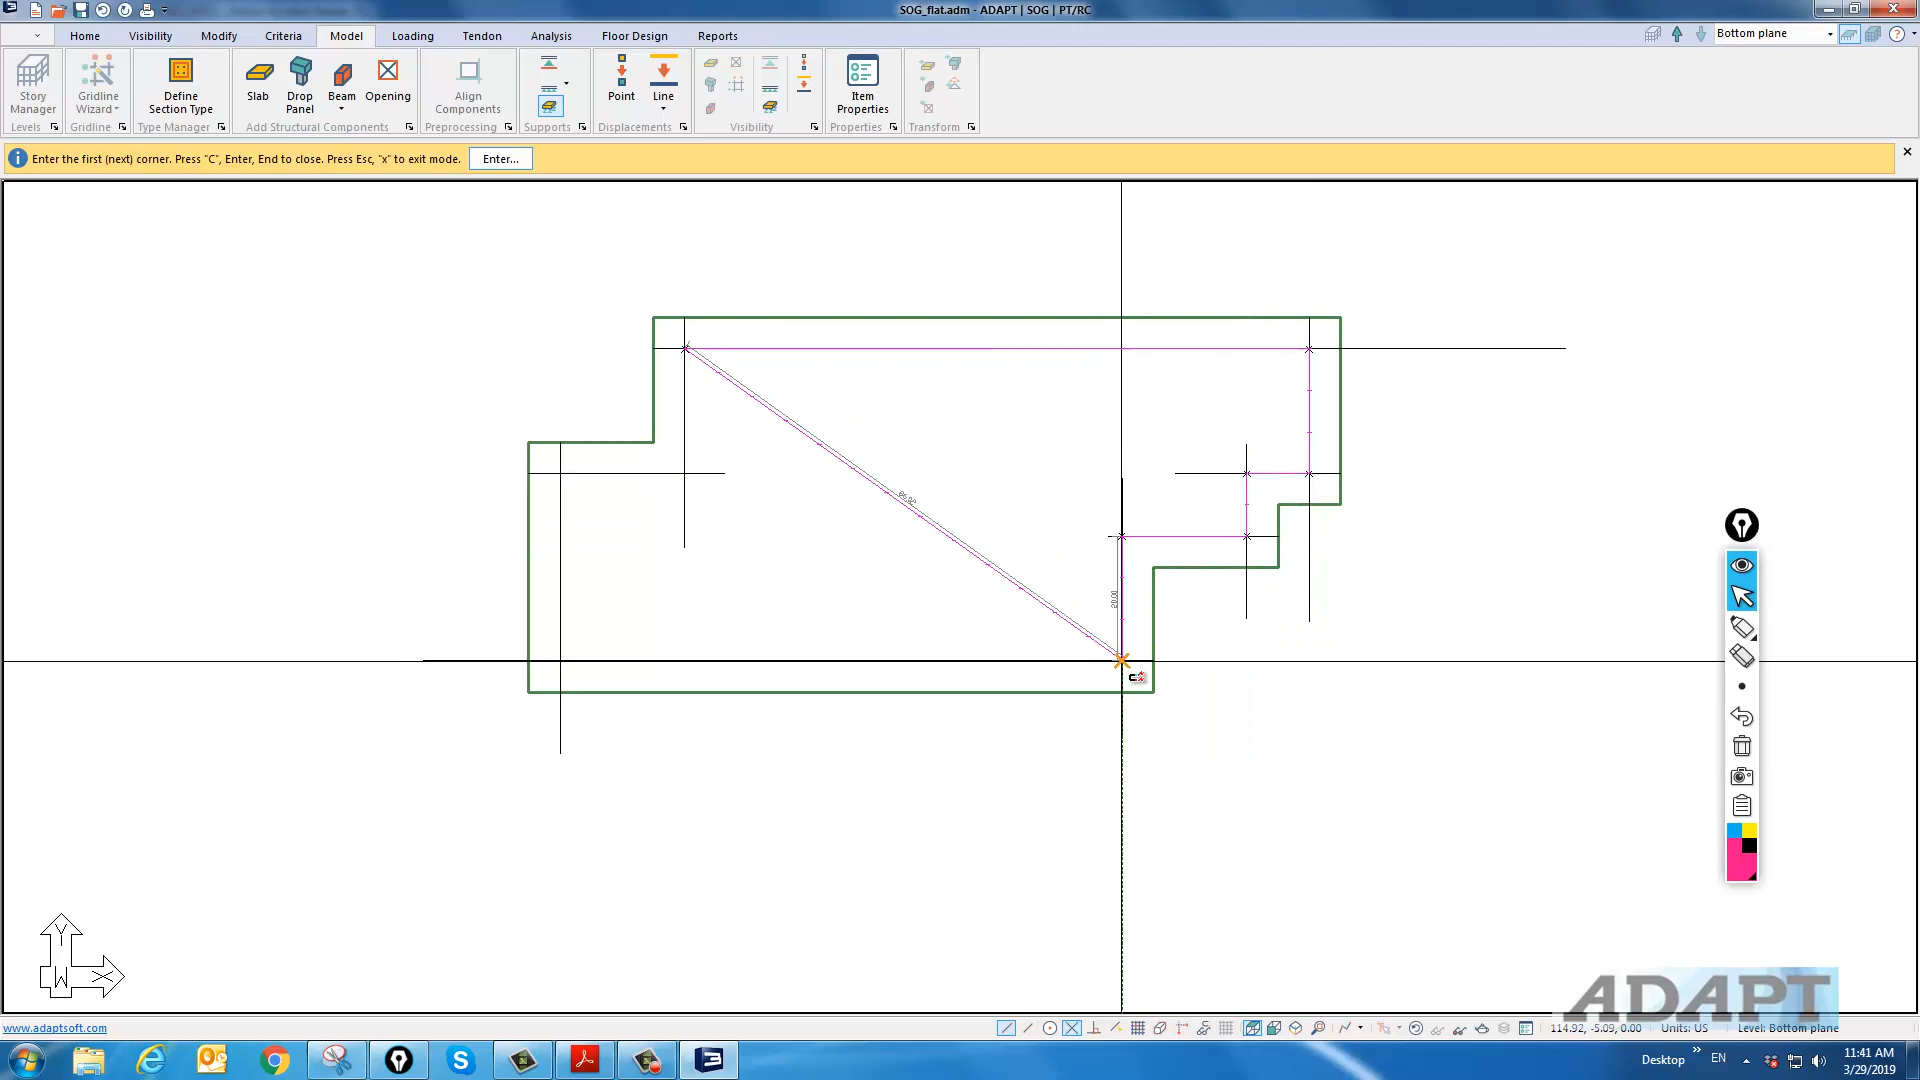 SOG_flat.adm - ADAPT | SOG | PT/RC
Home
Visibility
Modify
Criteria
Model
Loading
Tendon
Analysis
Floor Design
Reports
Bottom plane
Story Manager
Gridline Wizard
Define Section Type
Slab
Drop Panel
Beam
Opening
Align Components
Point
Line
Item Properties
Levels
Gridline
Type Manager
Add Structural Components
Preprocessing
Supports
Displacements
Visibility
Properties
Transform
Enter the first (next) corner. Press "C", Enter, End to close. Press Esc, "x" to exit mode.
Enter...
20.00
Y
W
X
ADAPT
www.adaptsoft.com
114.92, -5.09, 0.00
Units: US
Level: Bottom plane
Desktop
EN
11:41 AM
3/29/2019